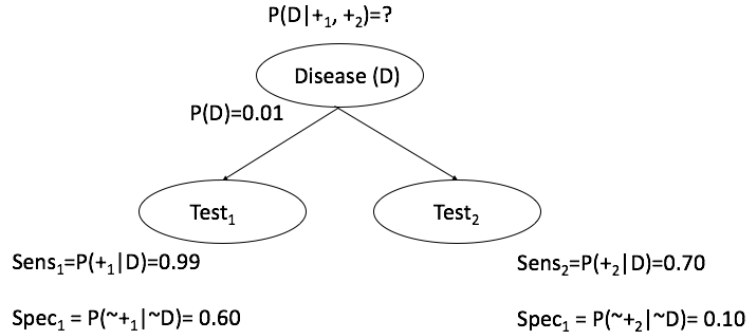 P(D|+₁, +₂)=?
Disease (D)
P(D)=0.01
Test₁
Test₂
Sens₁=P(+₁|D)=0.99
Sens₂=P(+₂|D)=0.70
Spec₁ = P(~+₁|~D)= 0.60
Spec₁ = P(~+₂|~D)= 0.10